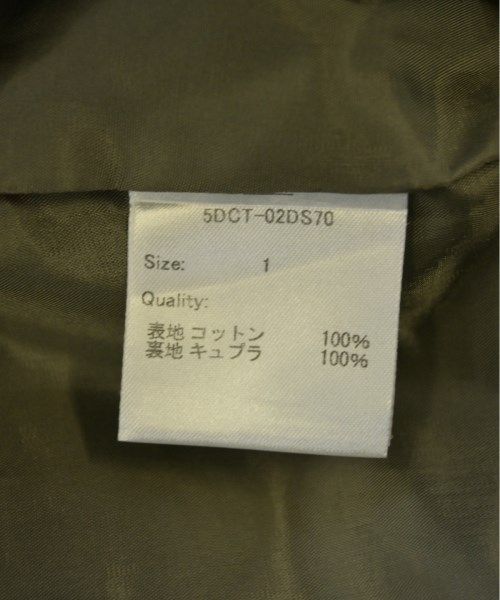 5DCT-02DS70
Size: 1
Quality:
表地 コットン 100%
裏地 キュプラ 100%